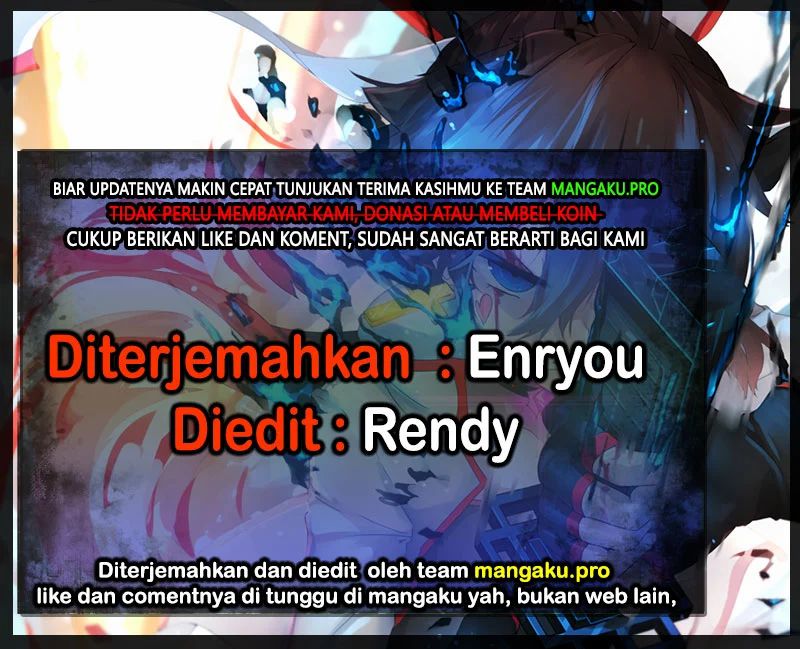 BIAR UPDATENYA MAKIN CEPAT TUNJUKAN TERIMA KASIHMU KE TEAM MANGAKU.PRO
TIDAK PERLU MEMBAYAR KAMI, DONASI ATAU MEMBELI KOIN
CUKUP BERIKAN LIKE DAN KOMENT, SUDAH SANGAT BERARTI BAGI KAMI
Diterjemahkan : Enryou
Diedit : Rendy
Diterjemahkan dan diedit oleh team mangaku.pro
like dan comentnya di tunggu di mangaku yah, bukan web lain,